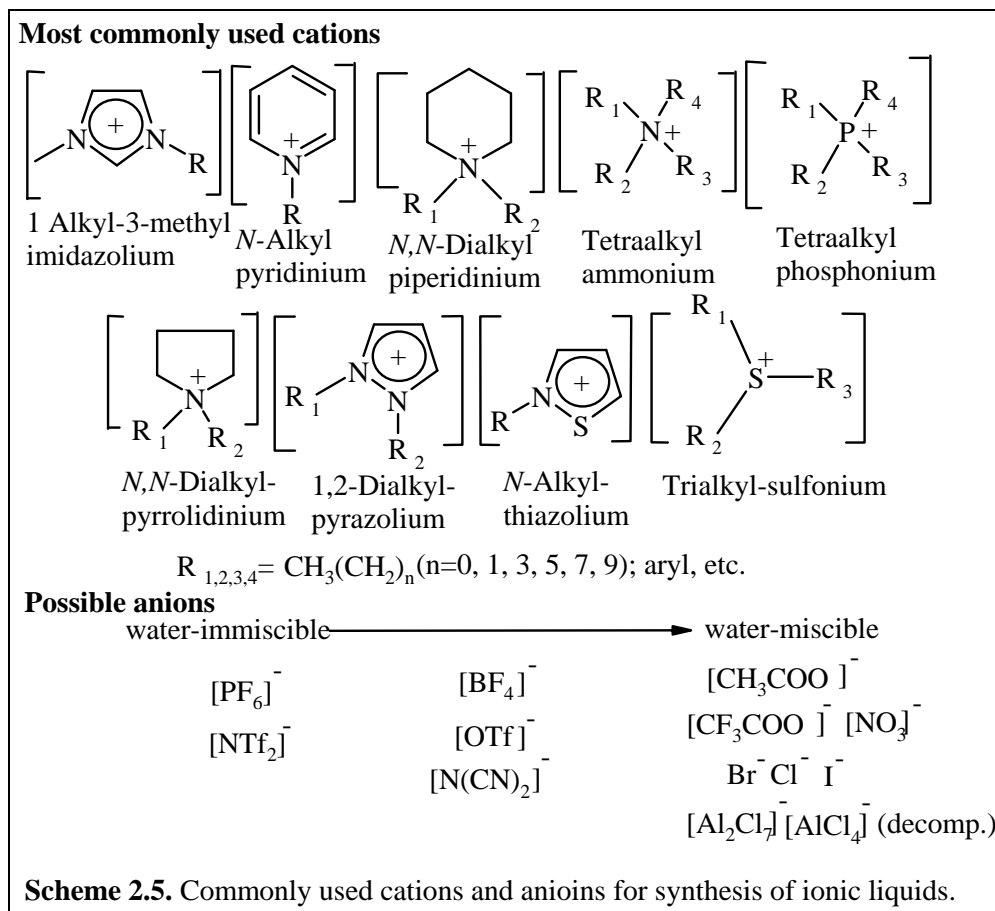 Most commonly used cations
+ N N R
+ N R
+ N R1 R2
R1 R4 N + R2 R3
R1 R4 P + R2 R3
1 Alkyl-3-methyl imidazolium
N-Alkyl pyridinium
N,N-Dialkyl piperidinium
Tetraalkyl ammonium
Tetraalkyl phosphonium
+ N R1 R2
+ N N R1 R2
+ N S R
R1 + S R3 R2
N,N-Dialkyl-pyrrolidinium
1,2-Dialkyl-pyrazolium
N-Alkyl-thiazolium
Trialkyl-sulfonium
R 1,2,3,4= CH3(CH2)n(n=0, 1, 3, 5, 7, 9); aryl, etc.
Possible anions
water-immiscible water-miscible
[PF6]- [BF4]- [CH3COO ]-
[NTf2]- [OTf]- [CF3COO ]- [NO3]-
[N(CN)2]- Br- Cl- I-
[Al2Cl7]- [AlCl4]- (decomp.)
Scheme 2.5. Commonly used cations and anioins for synthesis of ionic liquids.